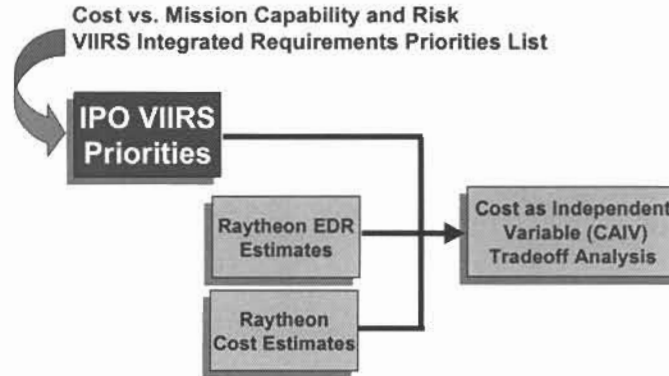 Cost vs. Mission Capability and Risk
VIIRS Integrated Requirements Priorities List
IPO VIIRS
Priorities
Raytheon EDR
Estimates
Cost as Independent
Variable (CAIV)
Tradeoff Analysis
Raytheon
Cost Estimates